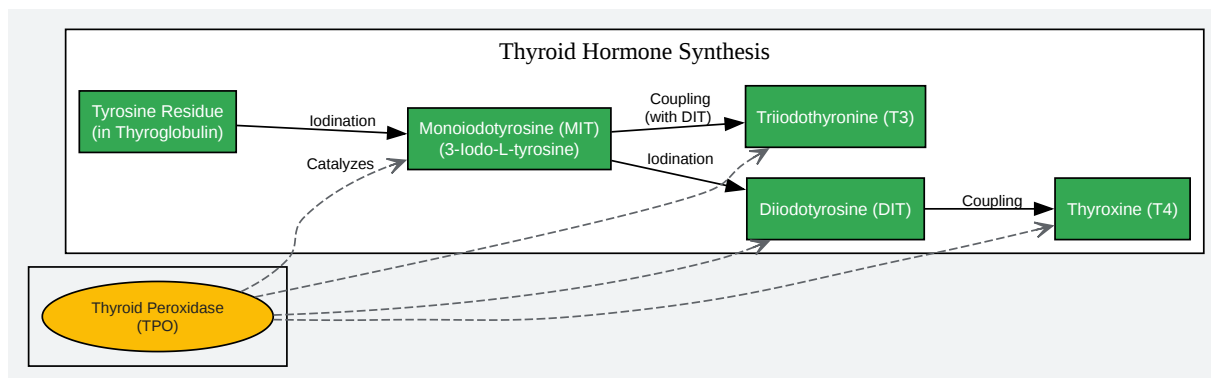 Thyroid Hormone Synthesis
Tyrosine Residue
(in Thyroglobulin)
Iodination
Monoiodotyrosine (MIT)
(3-Iodo-L-tyrosine)
Coupling
(with DIT)
Triiodothyronine (T3)
Iodination
Diiodotyrosine (DIT)
Coupling
Thyroxine (T4)
Catalyzes
Thyroid Peroxidase
(TPO)